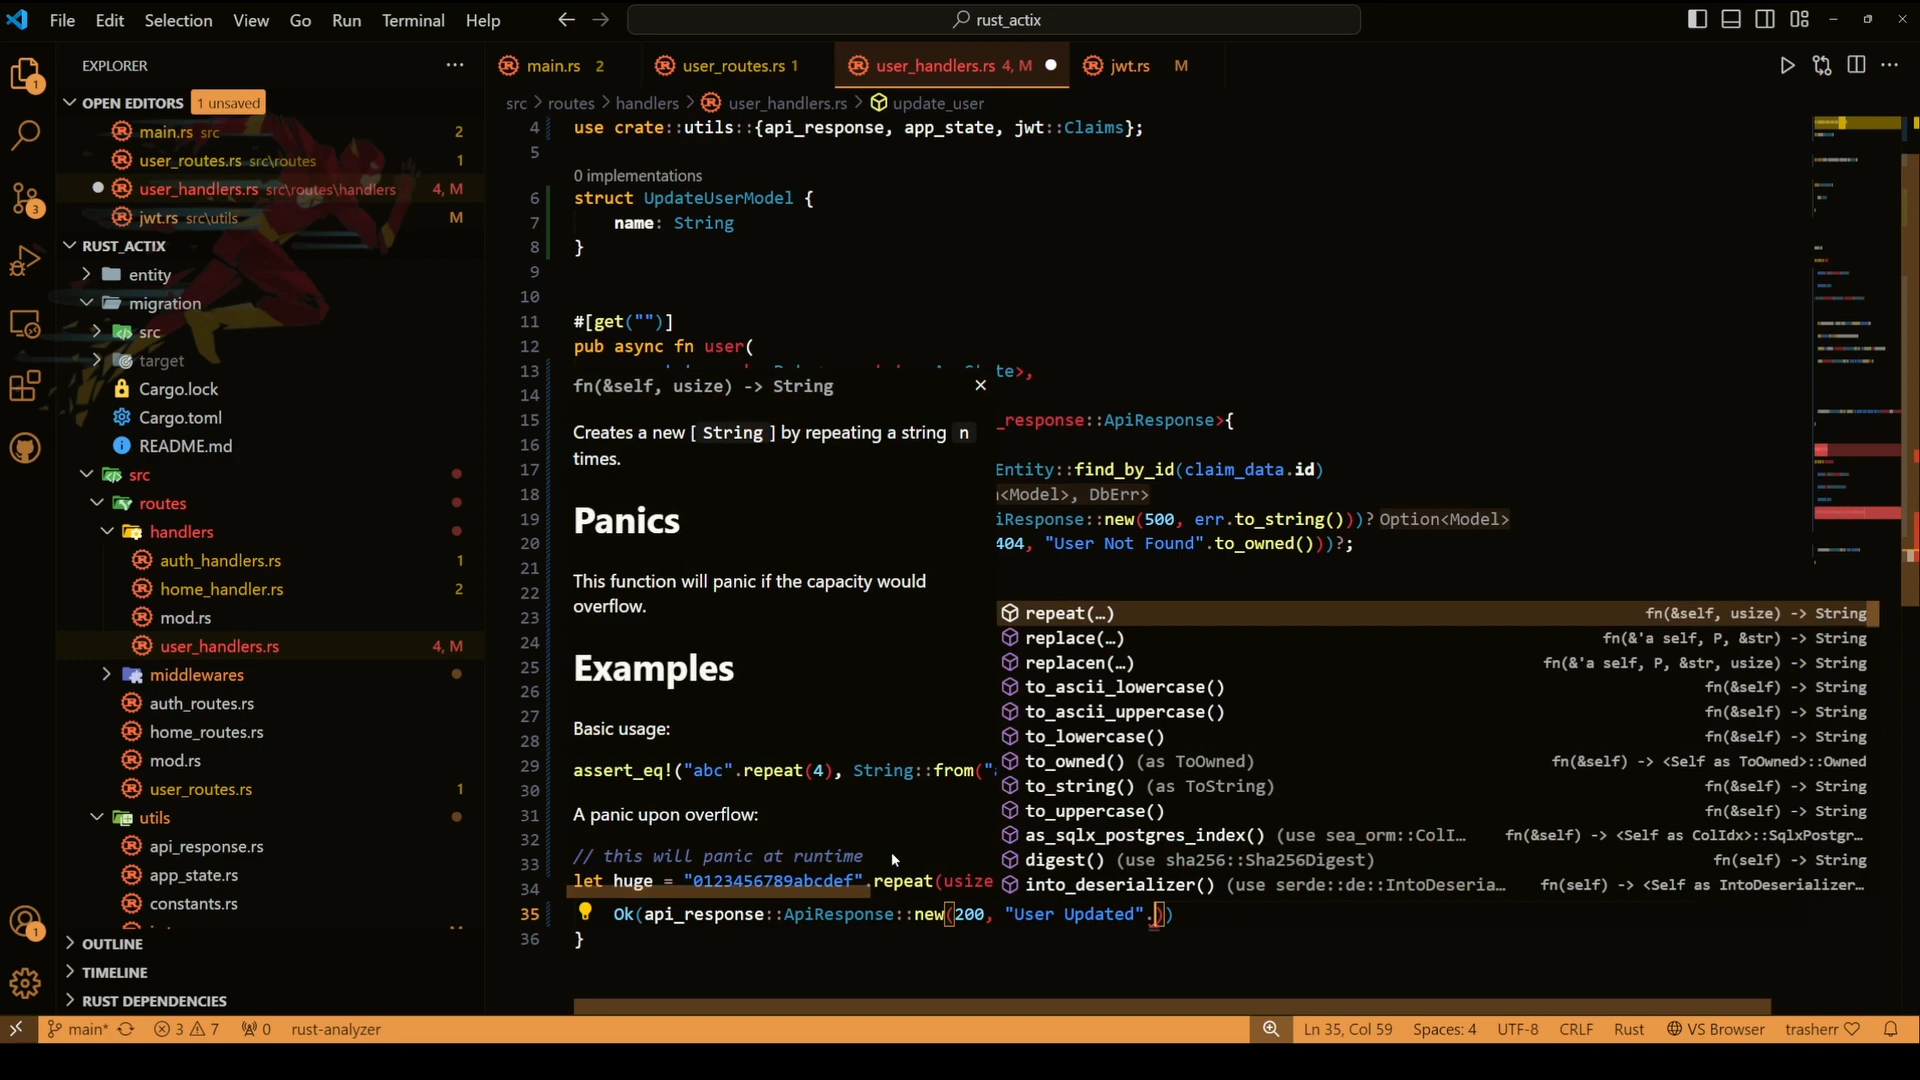 File Edit Selection View Go Run Terminal Help
rust_actix
EXPLORER
OPEN EDITORS 1 unsaved
main.rs src 2
user_routes.rs src\routes 1
user_handlers.rs src\routes\handlers 4, M
jwt.rs src\utils M
RUST_ACTIX
entity
migration
src
target
Cargo.lock
Cargo.toml
README.md
src
routes
handlers
auth_handlers.rs 1
home_handler.rs 2
mod.rs
user_handlers.rs 4, M
middlewares
auth_routes.rs
home_routes.rs
mod.rs
user_routes.rs 1
utils
api_response.rs
app_state.rs
constants.rs
OUTLINE
TIMELINE
RUST DEPENDENCIES
main.rs 2 user_routes.rs 1 user_handlers.rs 4, M jwt.rs M
src > routes > handlers > user_handlers.rs > update_user
4 use crate::utils::{api_response, app_state, jwt::Claims};
5
0 implementations
6 struct UpdateUserModel {
7 name: String
8 }
9
10
11 #[get("")]
12 pub async fn user(
13 te>,
14
15 _response::ApiResponse>{
16
17 Entity::find_by_id(claim_data.id)
18 <Model>, DbErr>
19 iResponse::new(500, err.to_string()))? Option<Model>
20 404, "User Not Found".to_owned()))?;
21
22
23
24
25
26
27
28
29
30
31
32
33
34
35 Ok(api_response::ApiResponse::new(200, "User Updated".))
36 }
fn(&self, usize) -> String
Creates a new [ String ] by repeating a string n
times.
Panics
This function will panic if the capacity would
overflow.
Examples
Basic usage:
assert_eq!("abc".repeat(4), String::from("
A panic upon overflow:
// this will panic at runtime
let huge = "0123456789abcdef".repeat(usize
repeat(…) fn(&self, usize) -> String
replace(…) fn(&'a self, P, &str) -> String
replacen(…) fn(&'a self, P, &str, usize) -> String
to_ascii_lowercase() fn(&self) -> String
to_ascii_uppercase() fn(&self) -> String
to_lowercase() fn(&self) -> String
to_owned() (as ToOwned) fn(&self) -> <Self as ToOwned>::Owned
to_string() (as ToString) fn(&self) -> String
to_uppercase() fn(&self) -> String
as_sqlx_postgres_index() (use sea_orm::ColI… fn(&self) -> <Self as ColIdx>::SqlxPostgr…
digest() (use sha256::Sha256Digest) fn(self) -> String
into_deserializer() (use serde::de::IntoDeseria… fn(self) -> <Self as IntoDeserializer…
main* 3 7 0 rust-analyzer Ln 35, Col 59 Spaces: 4 UTF-8 CRLF Rust VS Browser trasherr